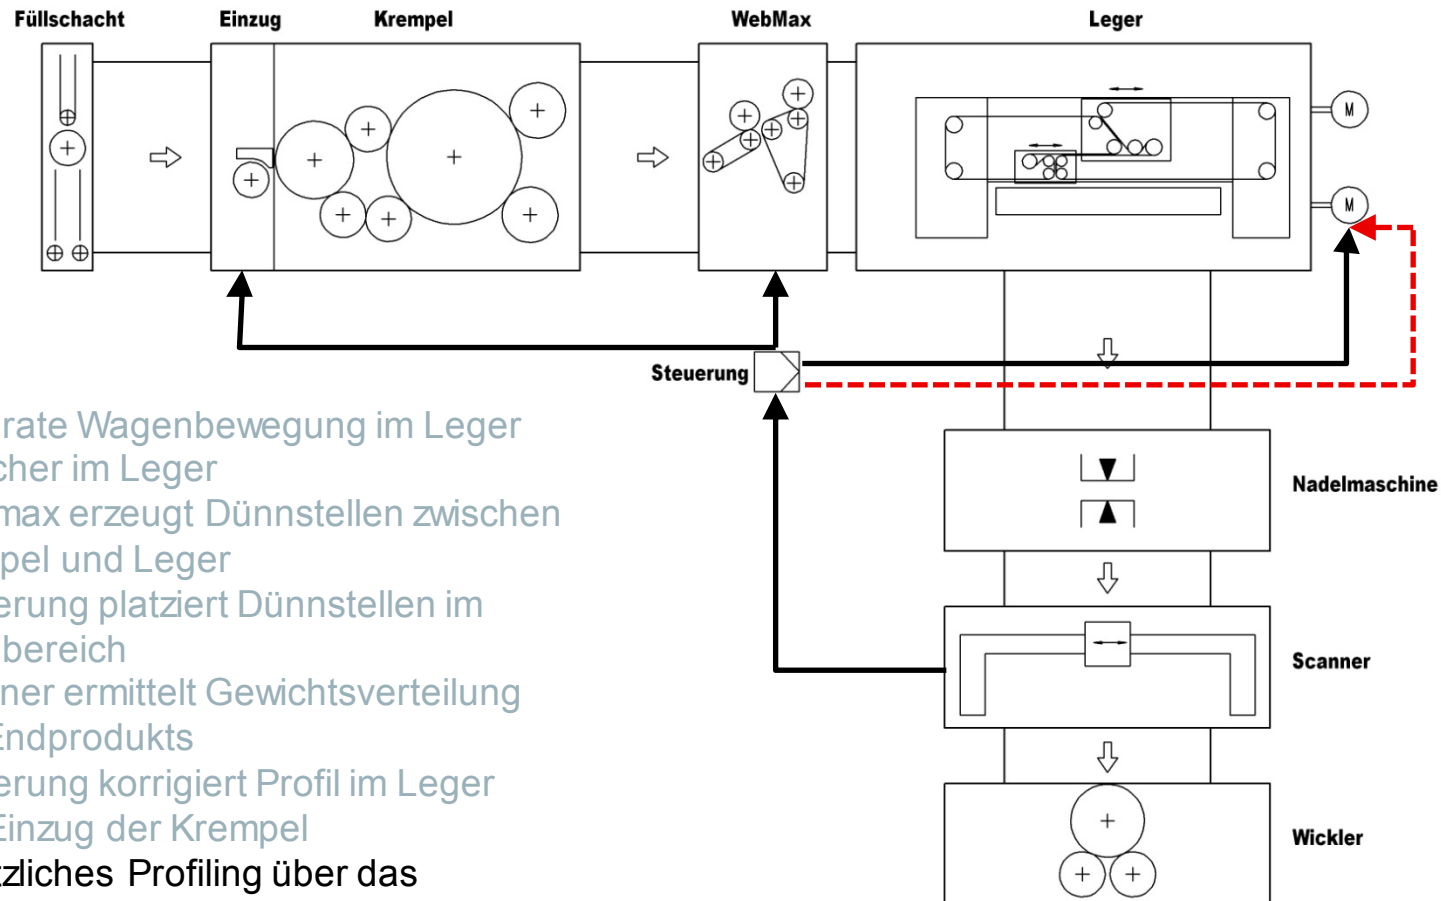 Füllschacht Einzug Krempel WebMax Leger
M
M
Steuerung
rate Wagenbewegung im Leger
cher im Leger
max erzeugt Dünnstellen zwischen
pel und Leger
erung platziert Dünnstellen im
bereich
ner ermittelt Gewichtsverteilung
Endprodukts
erung korrigiert Profil im Leger
Einzug der Krempel
tzliches Profiling über das
Nadelmaschine
Scanner
Wickler